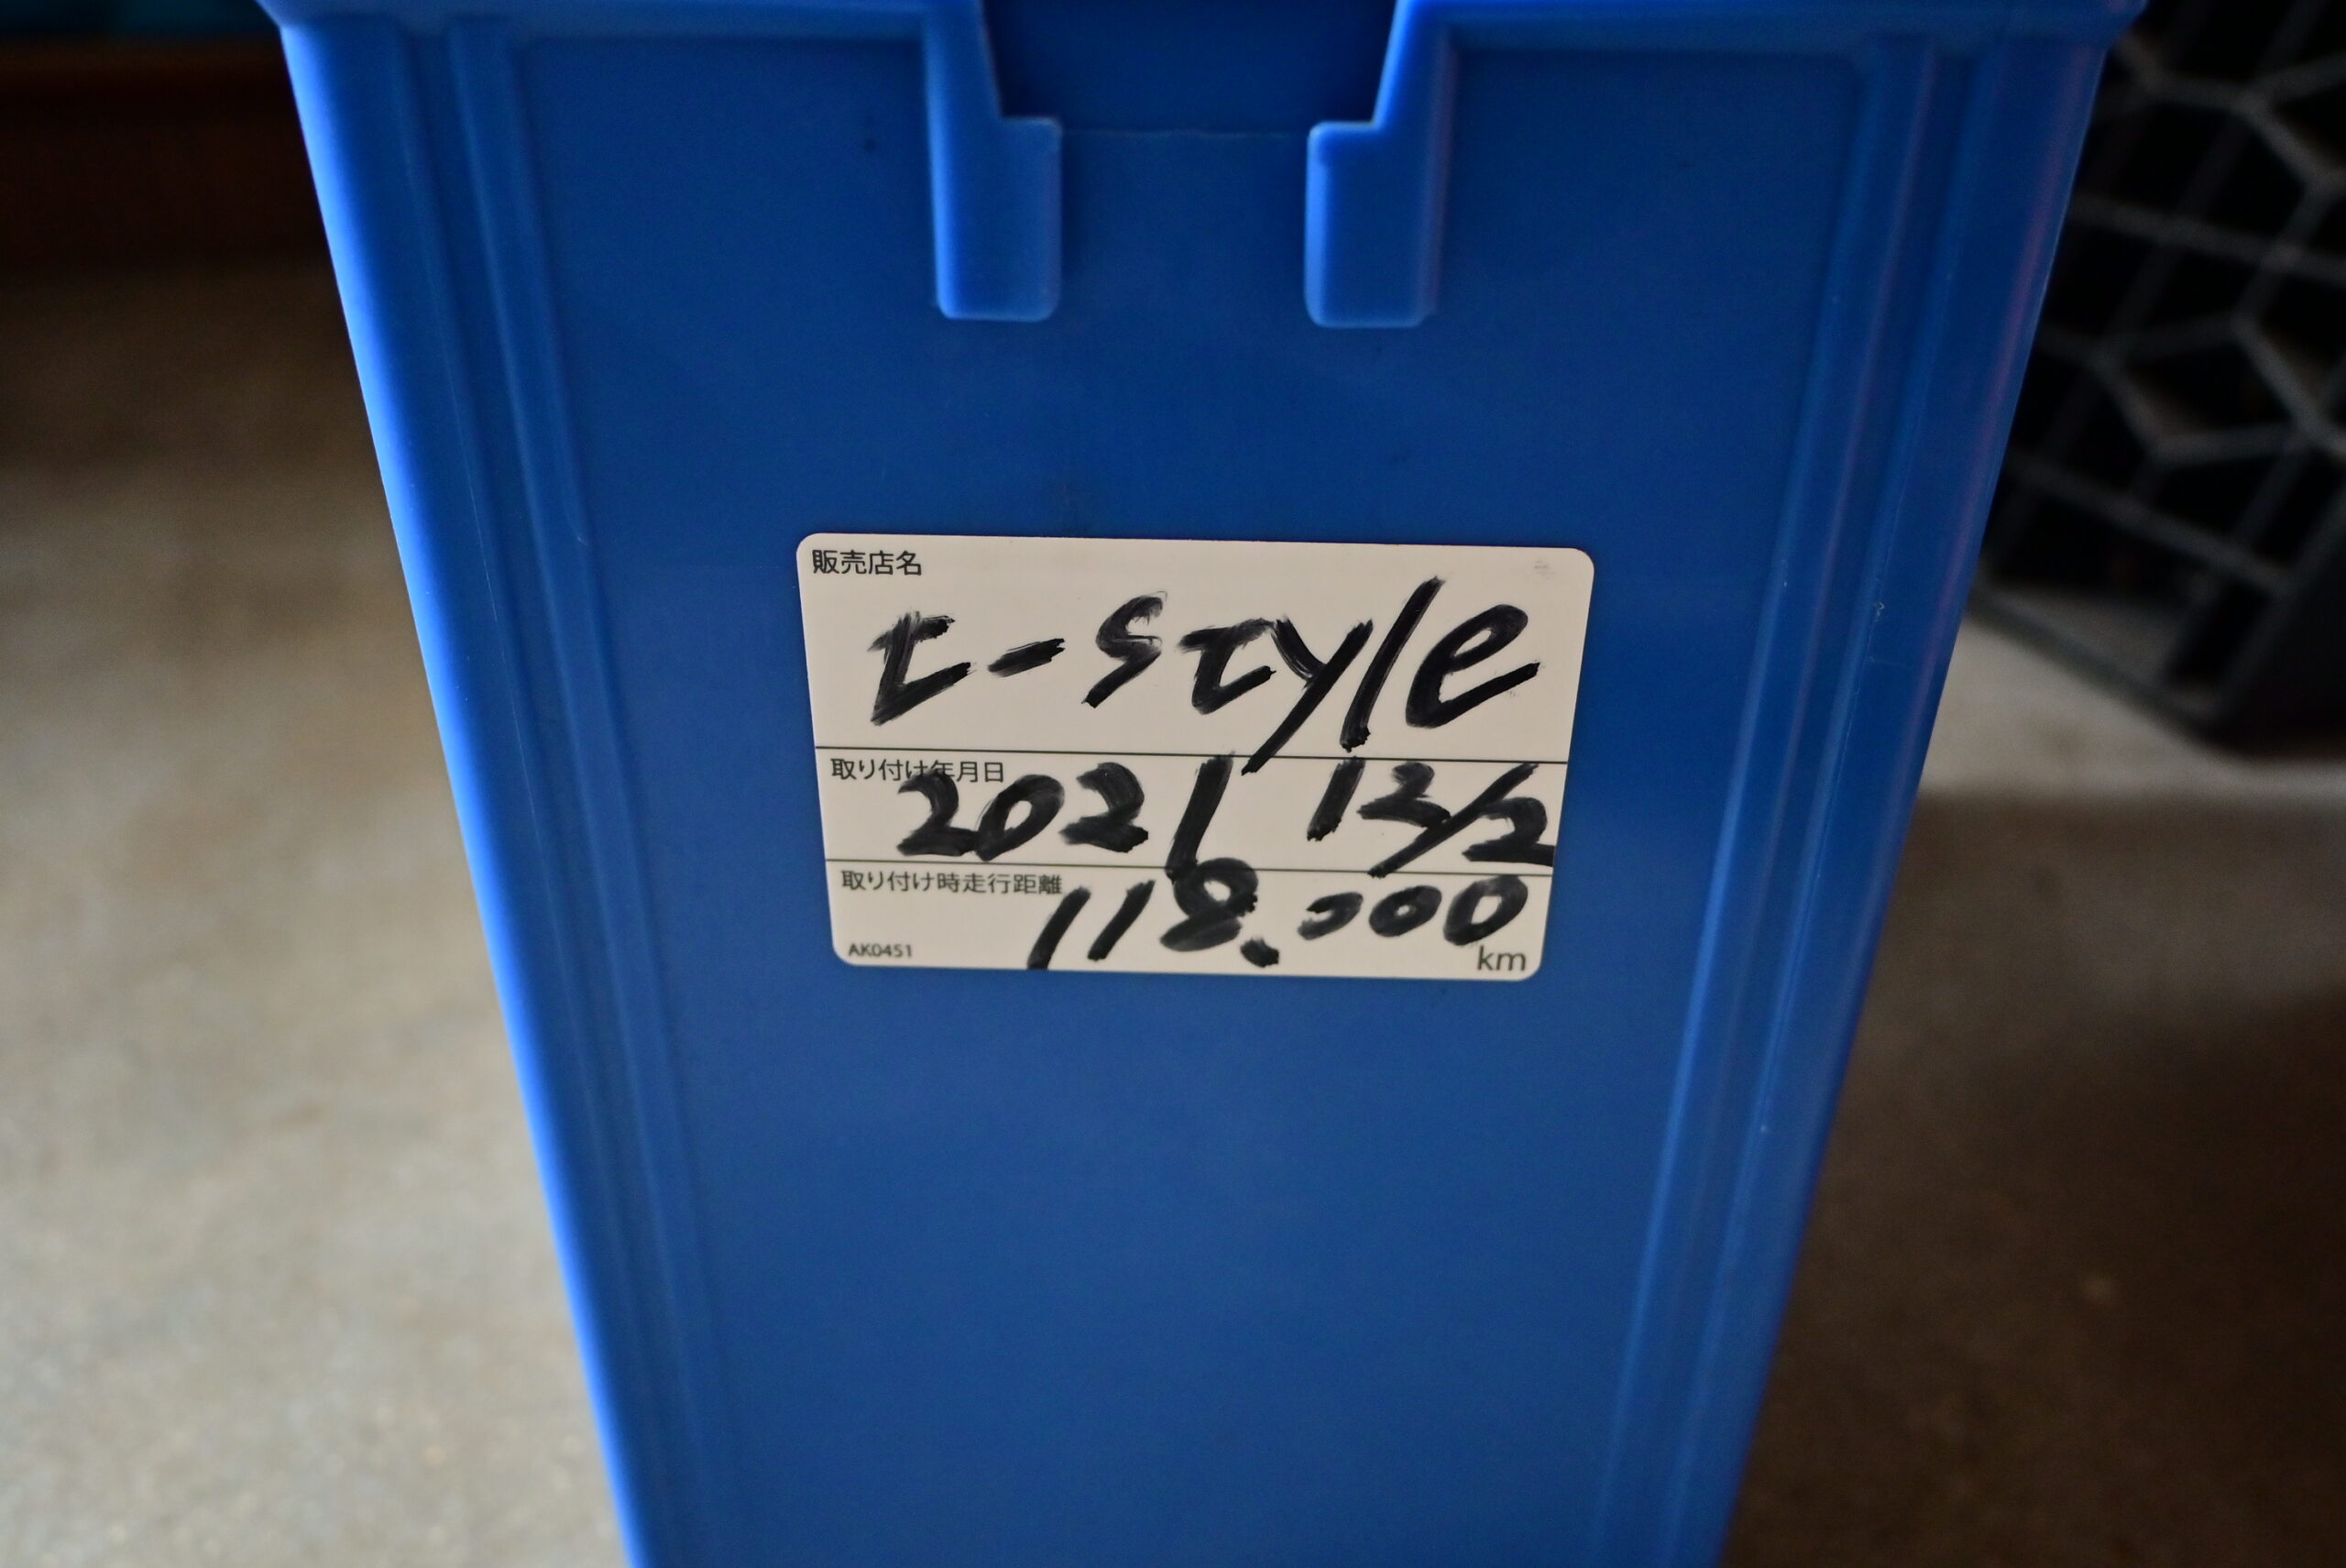 販売店名
t-style
取り付け年月日
2021 12/2
取り付け時走行距離
118.000
AK0451 km